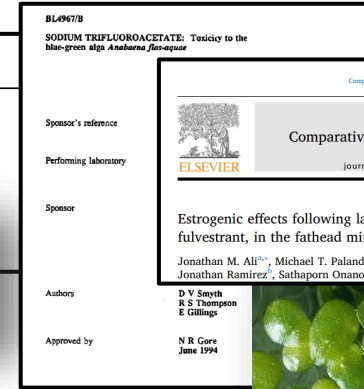 BL4967/B
SODIUM TRIFLUOROACETATE: Toxicity to the
blue-green alga Anabaena flos-aquae
Sponsor's reference
Performing laboratory
Sponsor
Authors
D V Smyth
R S Thompson
E Gillings
Approved by
N R Gore
June 1994
Comp
ELSEVIER
Comparativ
jour
Estrogenic effects following la
fulvestrant, in the fathead mi
Jonathan M. Ali a,*, Michael T. Paland
Jonathan Ramirez b, Sathaporn Onano